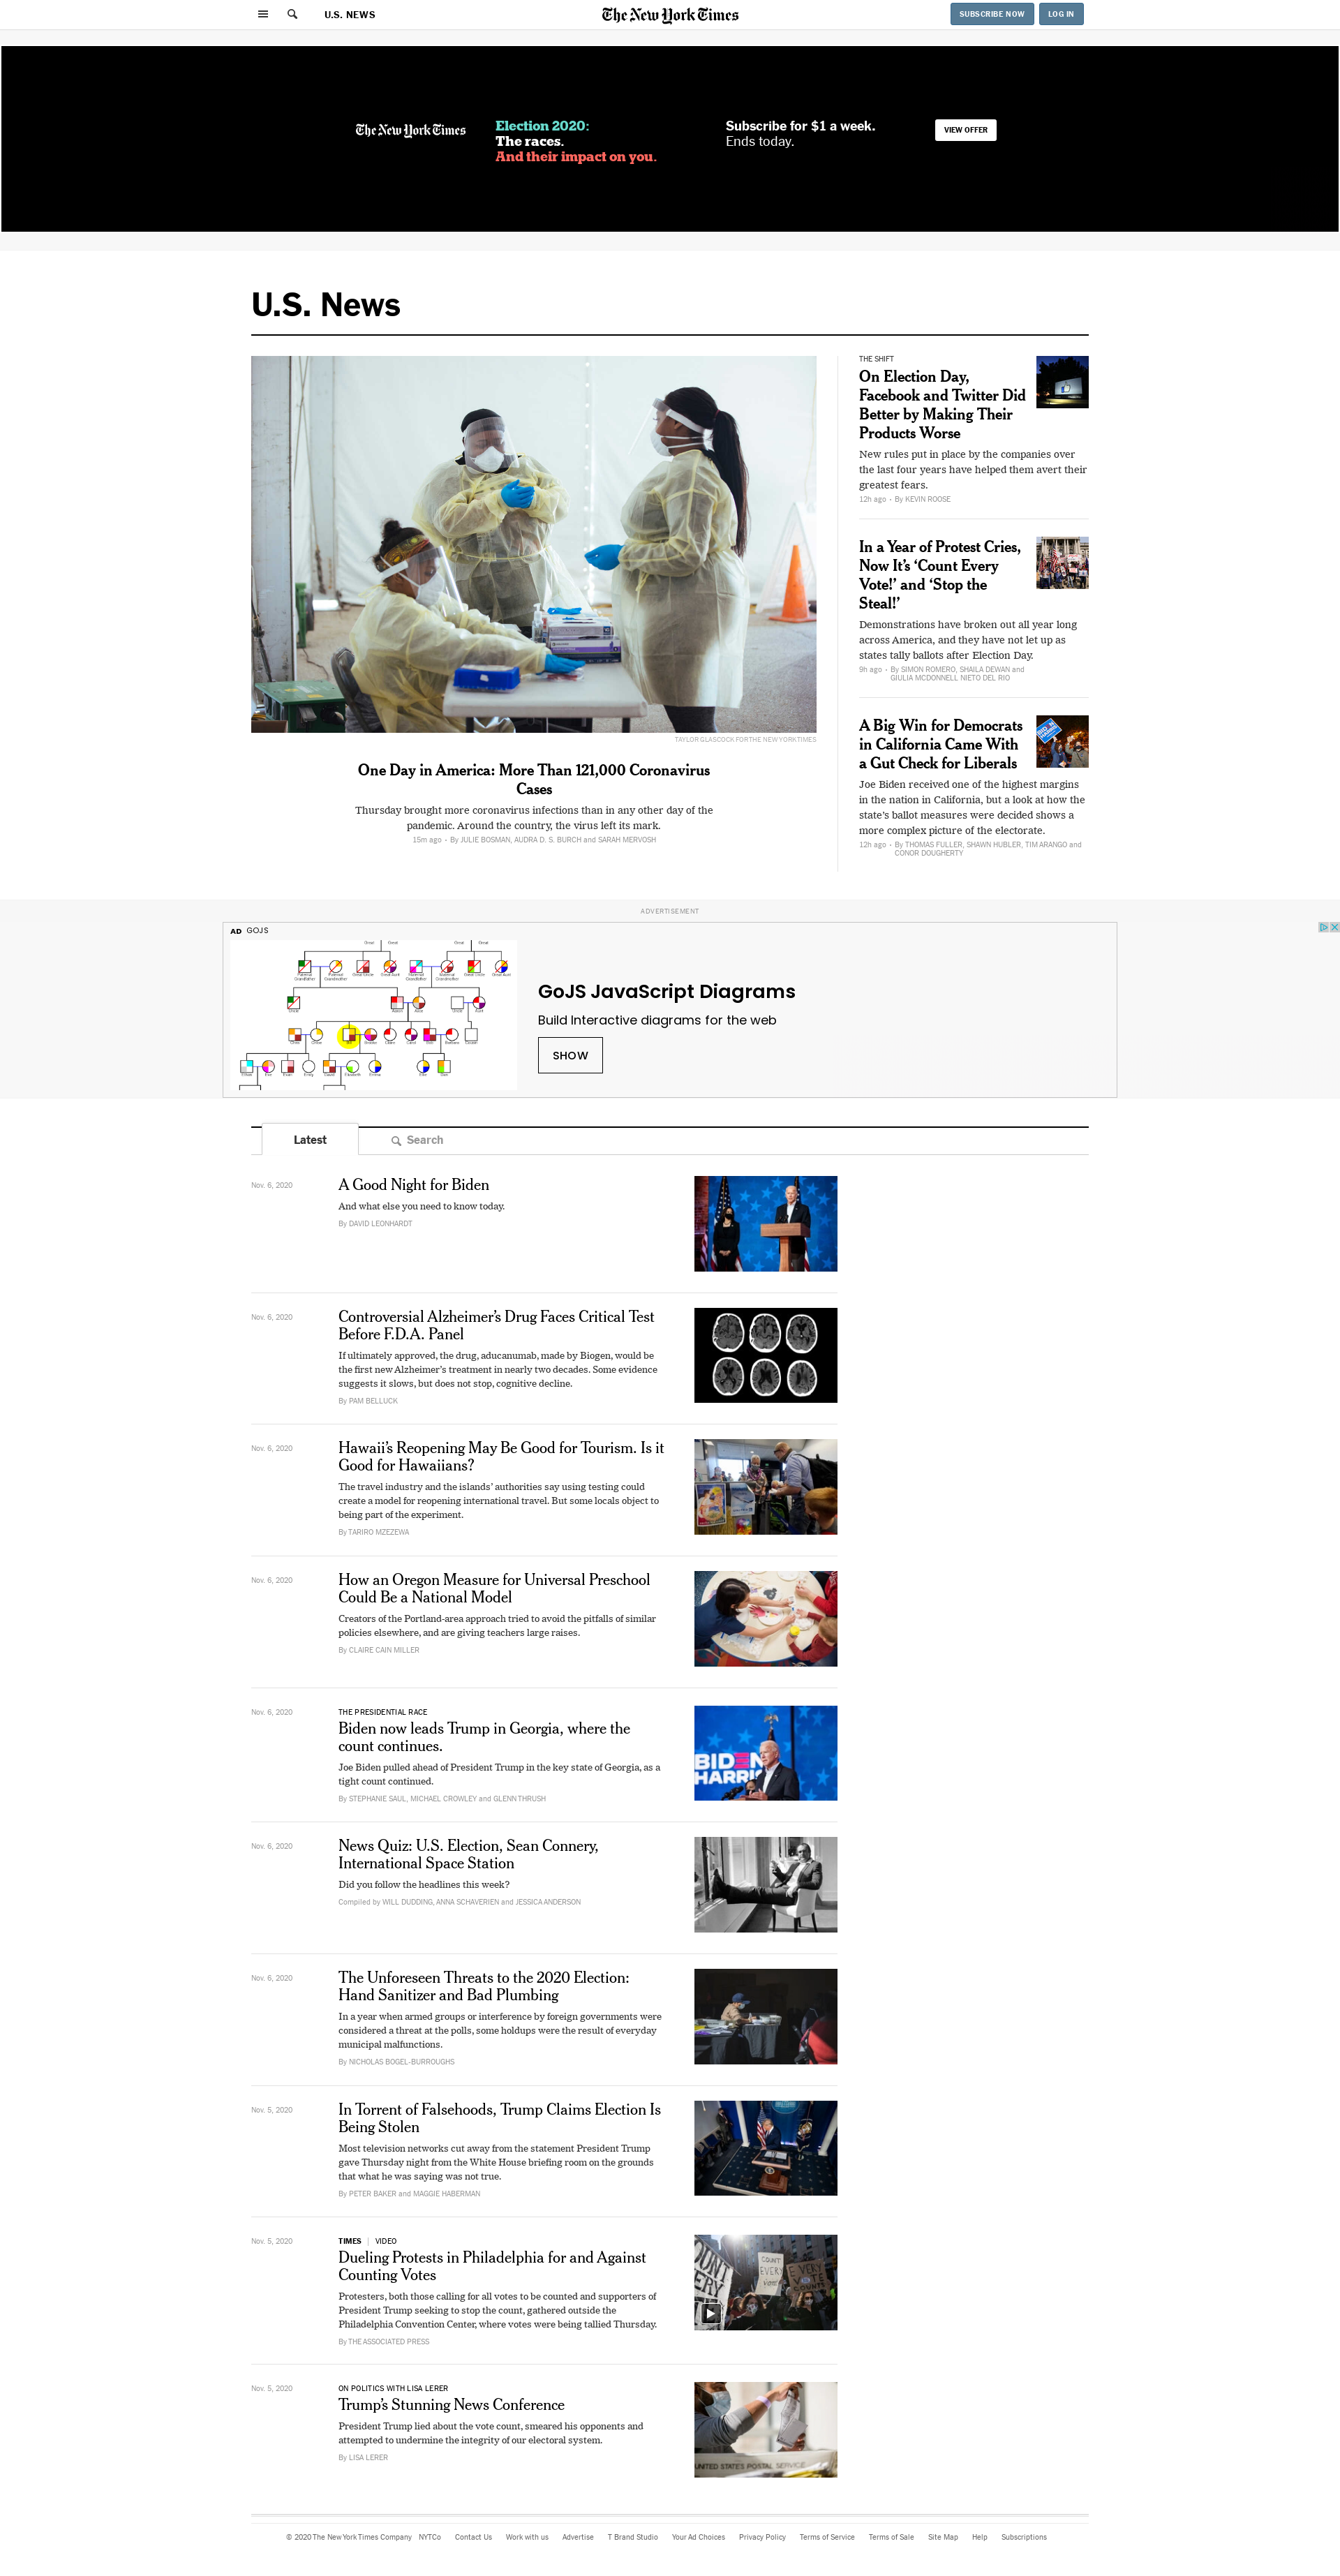 U.S. NEWS
The New York Times
SUBSCRIBE NOW
LOG IN
The New York Times
Election 2020:
The races.
And their impact on you.
Subscribe for $1 a week.
Ends today.
VIEW OFFER
U.S. News
TAYLOR GLASCOCK FOR THE NEW YORK TIMES
One Day in America: More Than 121,000 Coronavirus
Cases
Thursday brought more coronavirus infections than in any other day of the
pandemic. Around the country, the virus left its mark.
15m ago • By JULIE BOSMAN, AUDRA D. S. BURCH and SARAH MERVOSH
THE SHIFT
On Election Day,
Facebook and Twitter Did
Better by Making Their
Products Worse
New rules put in place by the companies over
the last four years have helped them avert their
greatest fears.
12h ago • By KEVIN ROOSE
In a Year of Protest Cries,
Now It’s ‘Count Every
Vote!’ and ‘Stop the
Steal!’
Demonstrations have broken out all year long
across America, and they have not let up as
states tally ballots after Election Day.
9h ago • By SIMON ROMERO, SHAILA DEWAN and
GIULIA MCDONNELL NIETO DEL RIO
A Big Win for Democrats
in California Came With
a Gut Check for Liberals
Joe Biden received one of the highest margins
in the nation in California, but a look at how the
state’s ballot measures were decided shows a
more complex picture of the electorate.
12h ago • By THOMAS FULLER, SHAWN HUBLER, TIM ARANGO and
CONOR DOUGHERTY
ADVERTISEMENT
AD GOJS
GoJS JavaScript Diagrams
Build Interactive diagrams for the web
SHOW
Latest
Search
Nov. 6, 2020
A Good Night for Biden
And what else you need to know today.
By DAVID LEONHARDT
Nov. 6, 2020
Controversial Alzheimer’s Drug Faces Critical Test
Before F.D.A. Panel
If ultimately approved, the drug, aducanumab, made by Biogen, would be
the first new Alzheimer’s treatment in nearly two decades. Some evidence
suggests it slows, but does not stop, cognitive decline.
By PAM BELLUCK
Nov. 6, 2020
Hawaii’s Reopening May Be Good for Tourism. Is it
Good for Hawaiians?
The travel industry and the islands’ authorities say using testing could
create a model for reopening international travel. But some locals object to
being part of the experiment.
By TARIRO MZEZEWA
Nov. 6, 2020
How an Oregon Measure for Universal Preschool
Could Be a National Model
Creators of the Portland-area approach tried to avoid the pitfalls of similar
policies elsewhere, and are giving teachers large raises.
By CLAIRE CAIN MILLER
Nov. 6, 2020
THE PRESIDENTIAL RACE
Biden now leads Trump in Georgia, where the
count continues.
Joe Biden pulled ahead of President Trump in the key state of Georgia, as a
tight count continued.
By STEPHANIE SAUL, MICHAEL CROWLEY and GLENN THRUSH
BIDEN
HARRIS
Nov. 6, 2020
News Quiz: U.S. Election, Sean Connery,
International Space Station
Did you follow the headlines this week?
Compiled by WILL DUDDING, ANNA SCHAVERIEN and JESSICA ANDERSON
Nov. 6, 2020
The Unforeseen Threats to the 2020 Election:
Hand Sanitizer and Bad Plumbing
In a year when armed groups or interference by foreign governments were
considered a threat at the polls, some holdups were the result of everyday
municipal malfunctions.
By NICHOLAS BOGEL-BURROUGHS
Nov. 5, 2020
In Torrent of Falsehoods, Trump Claims Election Is
Being Stolen
Most television networks cut away from the statement President Trump
gave Thursday night from the White House briefing room on the grounds
that what he was saying was not true.
By PETER BAKER and MAGGIE HABERMAN
Nov. 5, 2020
TIMES | VIDEO
Dueling Protests in Philadelphia for and Against
Counting Votes
Protesters, both those calling for all votes to be counted and supporters of
President Trump seeking to stop the count, gathered outside the
Philadelphia Convention Center, where votes were being tallied Thursday.
By THE ASSOCIATED PRESS
COUNT
EVERY
Nov. 5, 2020
ON POLITICS WITH LISA LERER
Trump’s Stunning News Conference
President Trump lied about the vote count, smeared his opponents and
attempted to undermine the integrity of our electoral system.
By LISA LERER
UNITED STATES POSTAL SERVICE
© 2020 The New York Times Company NYTCo Contact Us Work with us Advertise T Brand Studio Your Ad Choices Privacy Policy Terms of Service Terms of Sale Site Map Help Subscriptions